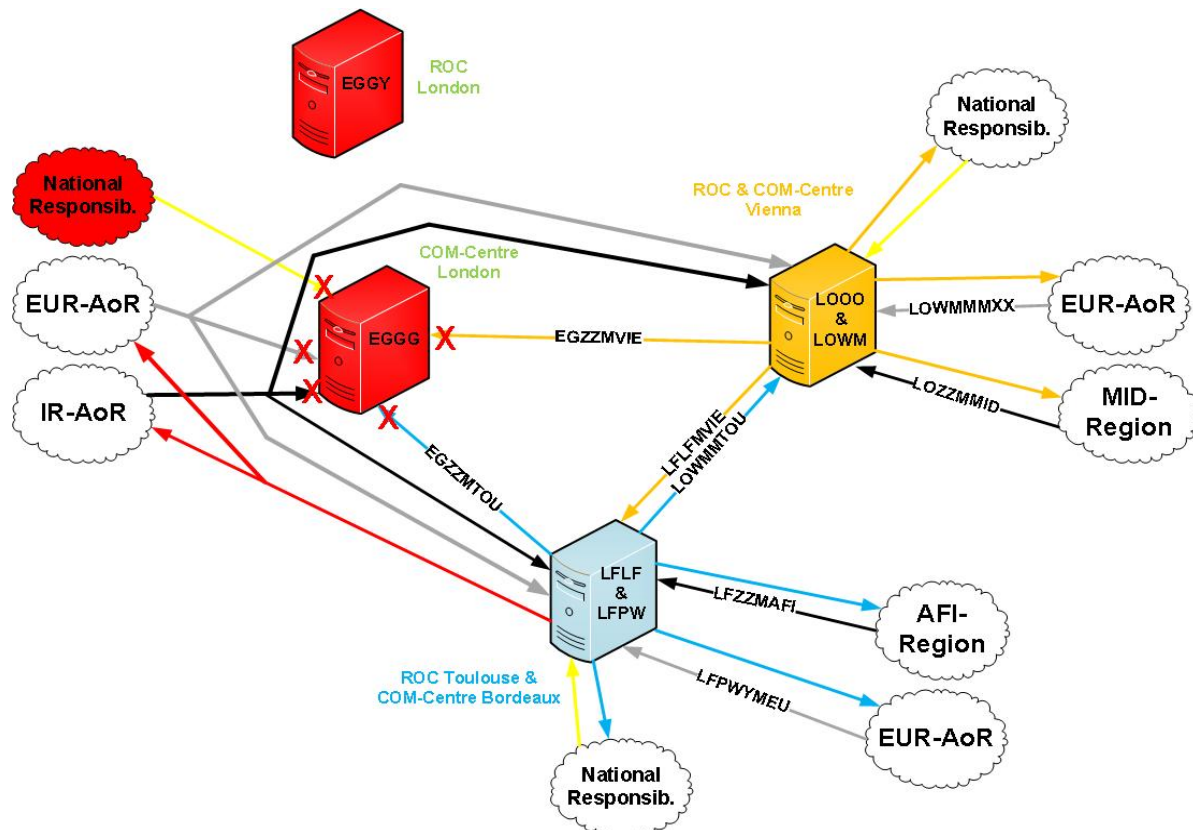 EGGY
ROC
London
National
Responsib.
National
Responsib.
ROC & COM-Centre
Vienna
COM-Centre
London
EUR-AoR
X
LOOO
&
LOWM
EUR-AoR
LOWMMMXX
EGGG
X
EGZZMVIE
X
IR-AoR
X
LOZZMMID
MID-
Region
X
EGZZMTOU
LFLFMVIE
LOWMMTOU
LFLF
&
LFPW
LFZZMAFI
AFI-
Region
ROC Toulouse &
COM-Centre Bordeaux
LFPWYMEU
EUR-AoR
National
Responsib.